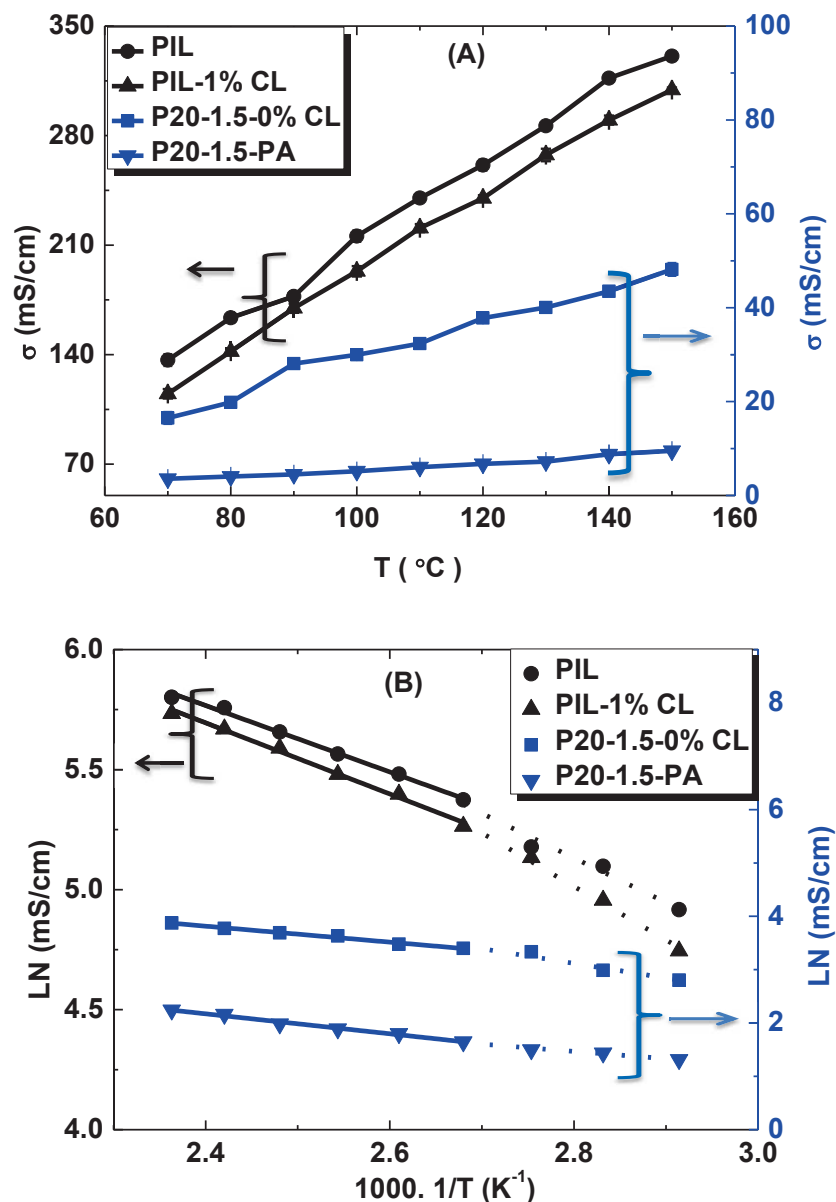 (A)
PIL
PIL-1% CL
P20-1.5-0% CL
P20-1.5-PA
350
280
210
140
70
σ (mS/cm)
100
80
60
40
20
0
σ (mS/cm)
60 80 100 120 140 160
T ( °C )
(B)
PIL
PIL-1% CL
P20-1.5-0% CL
P20-1.5-PA
6.0
5.5
5.0
4.5
4.0
LN (mS/cm)
8
6
4
2
0
LN (mS/cm)
2.4 2.6 2.8 3.0
1000. 1/T (K⁻¹)